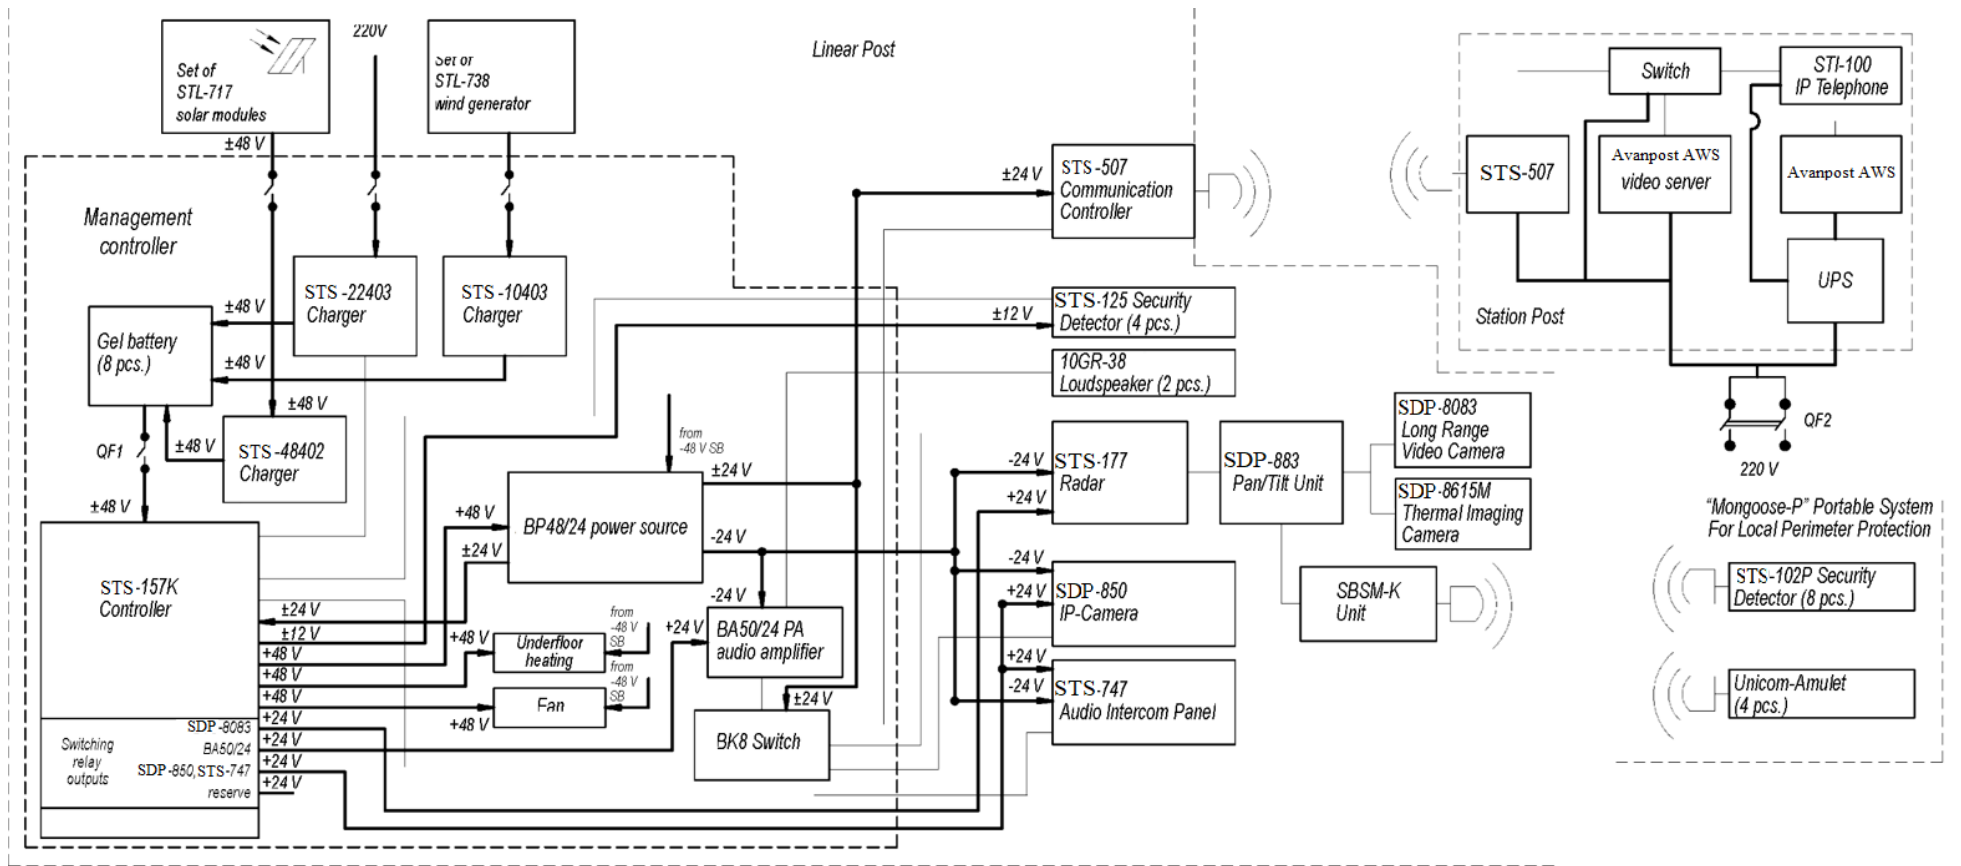 Linear Post
Set of
STL-717
solar modules
±48 V
220V
Set of
STL-738
wind generator
Management
controller
STS-22403
Charger
STS-10403
Charger
Gel battery
(8 pcs.)
±48 V
±48 V
±48 V
±48 V
STS-48402
Charger
QF1
±48 V
STS-157K
Controller
±24 V
±12 V
+48 V
+48 V
+48 V
Switching
relay
outputs
SDP-8083
+24 V
BA50/24
+24 V
SDP-850,STS-747
+24 V
reserve
+24 V
from
-48 V SB
BP48/24 power source
+48 V
±24 V
±24 V
-24 V
-24 V
Underfloor
heating
+48 V
from
-48 V
SB
Fan
+48 V
from
-48 V
SB
BA50/24 PA
audio amplifier
+24 V
BK8 Switch
±24 V
±24 V
STS-507
Communication
Controller
±12 V
STS-125 Security
Detector (4 pcs.)
10GR-38
Loudspeaker (2 pcs.)
-24 V
+24 V
STS-177
Radar
-24 V
+24 V
SDP-850
IP-Camera
+24 V
-24 V
STS-747
Audio Intercom Panel
SDP-883
Pan/Tilt Unit
SDP-8083
Long Range
Video Camera
SDP-8615M
Thermal Imaging
Camera
SBSM-K
Unit
Switch
STI-100
IP Telephone
STS-507
Avanpost AWS
video server
Avanpost AWS
UPS
Station Post
QF2
220 V
“Mongoose-P” Portable System
For Local Perimeter Protection
STS-102P Security
Detector (8 pcs.)
Unicom-Amulet
(4 pcs.)